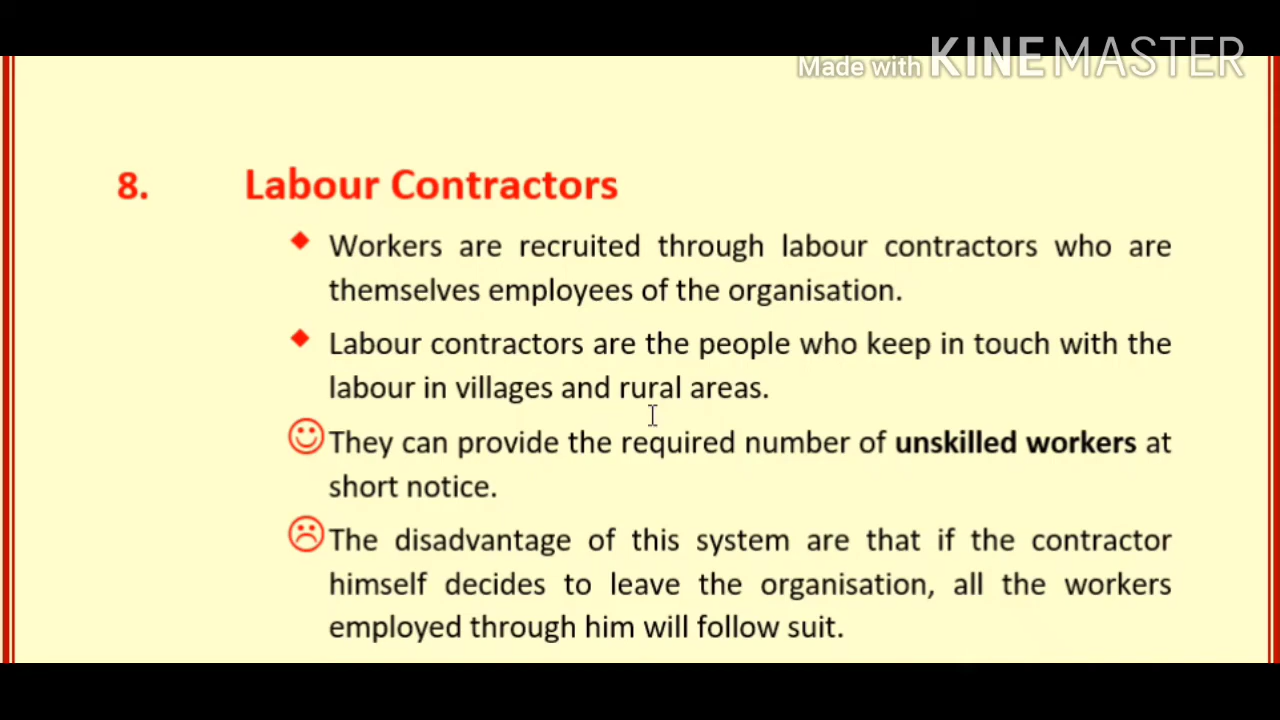 Made with KINEMASTER
8. Labour Contractors
Workers are recruited through labour contractors who are
themselves employees of the organisation.
Labour contractors are the people who keep in touch with the
labour in villages and rural areas.
They can provide the required number of unskilled workers at
short notice.
The disadvantage of this system are that if the contractor
himself decides to leave the organisation, all the workers
employed through him will follow suit.